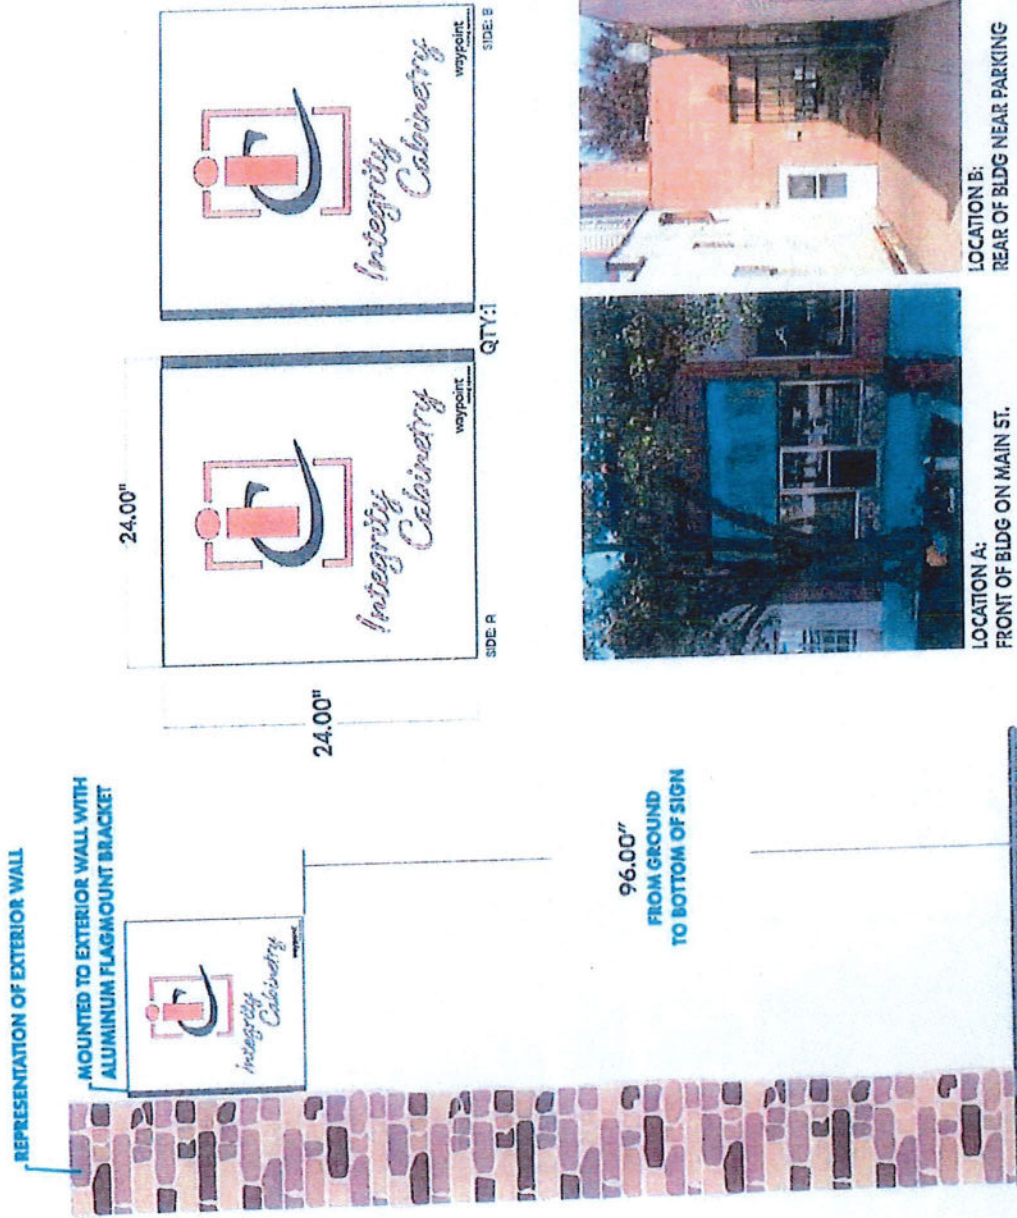 REPRESENTATION OF EXTERIOR WALL
MOUNTED TO EXTERIOR WALL WITH
ALUMINUM FLAGMOUNT BRACKET
Integrity
Cabinetry
waypoint
96.00"
FROM GROUND
TO BOTTOM OF SIGN
24.00"
24.00"
Integrity
Cabinetry
waypoint
SIDE: A
QTY:1
Integrity
Cabinetry
waypoint
SIDE: B
LOCATION A:
FRONT OF BLDG ON MAIN ST.
LOCATION B:
REAR OF BLDG NEAR PARKING